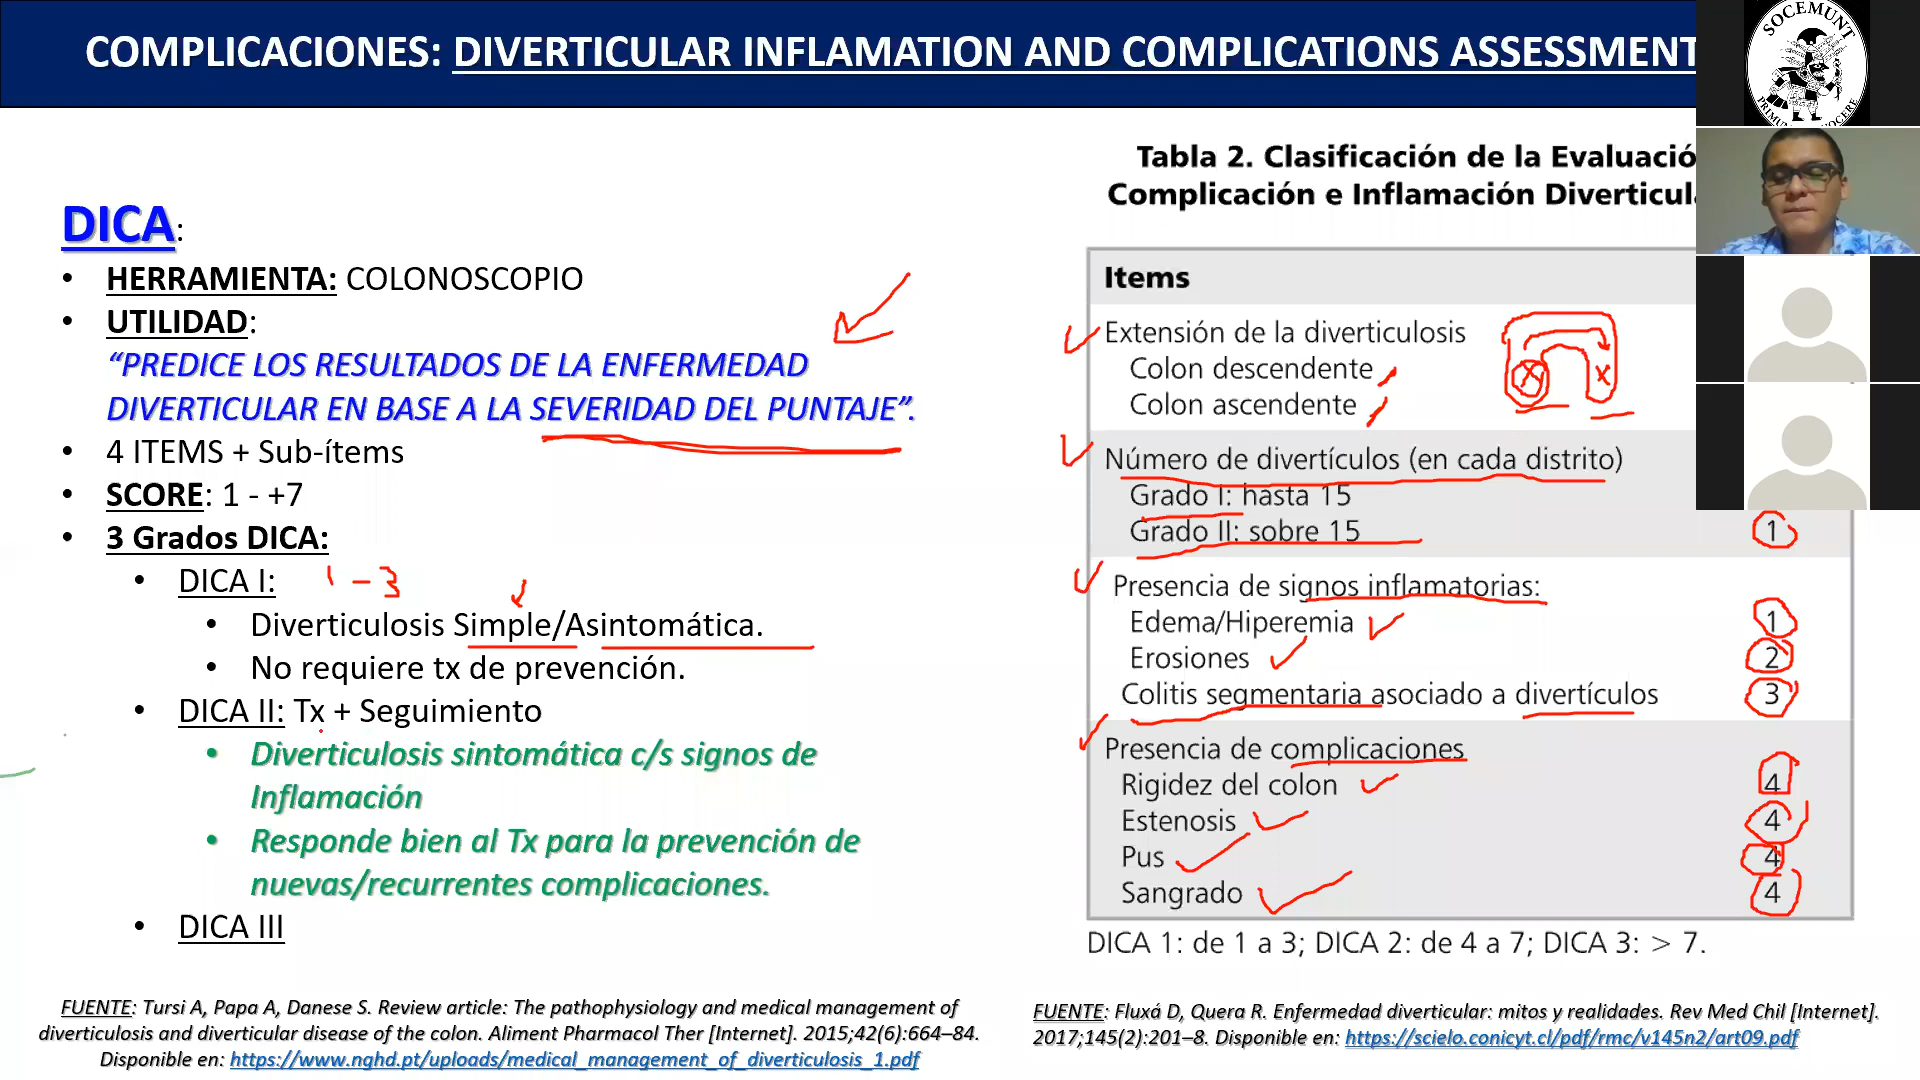 COMPLICACIONES: DIVERTICULAR INFLAMATION AND COMPLICATIONS ASSESSMENT
SOCEMUNT
DICA:
• HERRAMIENTA: COLONOSCOPIO
• UTILIDAD:
“PREDICE LOS RESULTADOS DE LA ENFERMEDAD
DIVERTICULAR EN BASE A LA SEVERIDAD DEL PUNTAJE”.
• 4 ITEMS + Sub-ítems
• SCORE: 1 - +7
• 3 Grados DICA:
• DICA I: 1 - 3
• Diverticulosis Simple/Asintomática.
• No requiere tx de prevención.
• DICA II: Tx + Seguimiento
• Diverticulosis sintomática c/s signos de
Inflamación
• Responde bien al Tx para la prevención de
nuevas/recurrentes complicaciones.
• DICA III
FUENTE: Tursi A, Papa A, Danese S. Review article: The pathophysiology and medical management of
diverticulosis and diverticular disease of the colon. Aliment Pharmacol Ther [Internet]. 2015;42(6):664–84.
Disponible en: https://www.nghd.pt/uploads/medical_management_of_diverticulosis_1.pdf
Tabla 2. Clasificación de la Evaluació
Complicación e Inflamación Diverticul
Items
Extensión de la diverticulosis
Colon descendente
Colon ascendente
Número de divertículos (en cada distrito)
Grado I: hasta 15
Grado II: sobre 15 1
Presencia de signos inflamatorias:
Edema/Hiperemia 1
Erosiones 2
Colitis segmentaria asociado a divertículos 3
Presencia de complicaciones
Rigidez del colon 4
Estenosis 4
Pus 4
Sangrado 4
DICA 1: de 1 a 3; DICA 2: de 4 a 7; DICA 3: > 7.
FUENTE: Fluxá D, Quera R. Enfermedad diverticular: mitos y realidades. Rev Med Chil [Internet].
2017;145(2):201–8. Disponible en: https://scielo.conicyt.cl/pdf/rmc/v145n2/art09.pdf